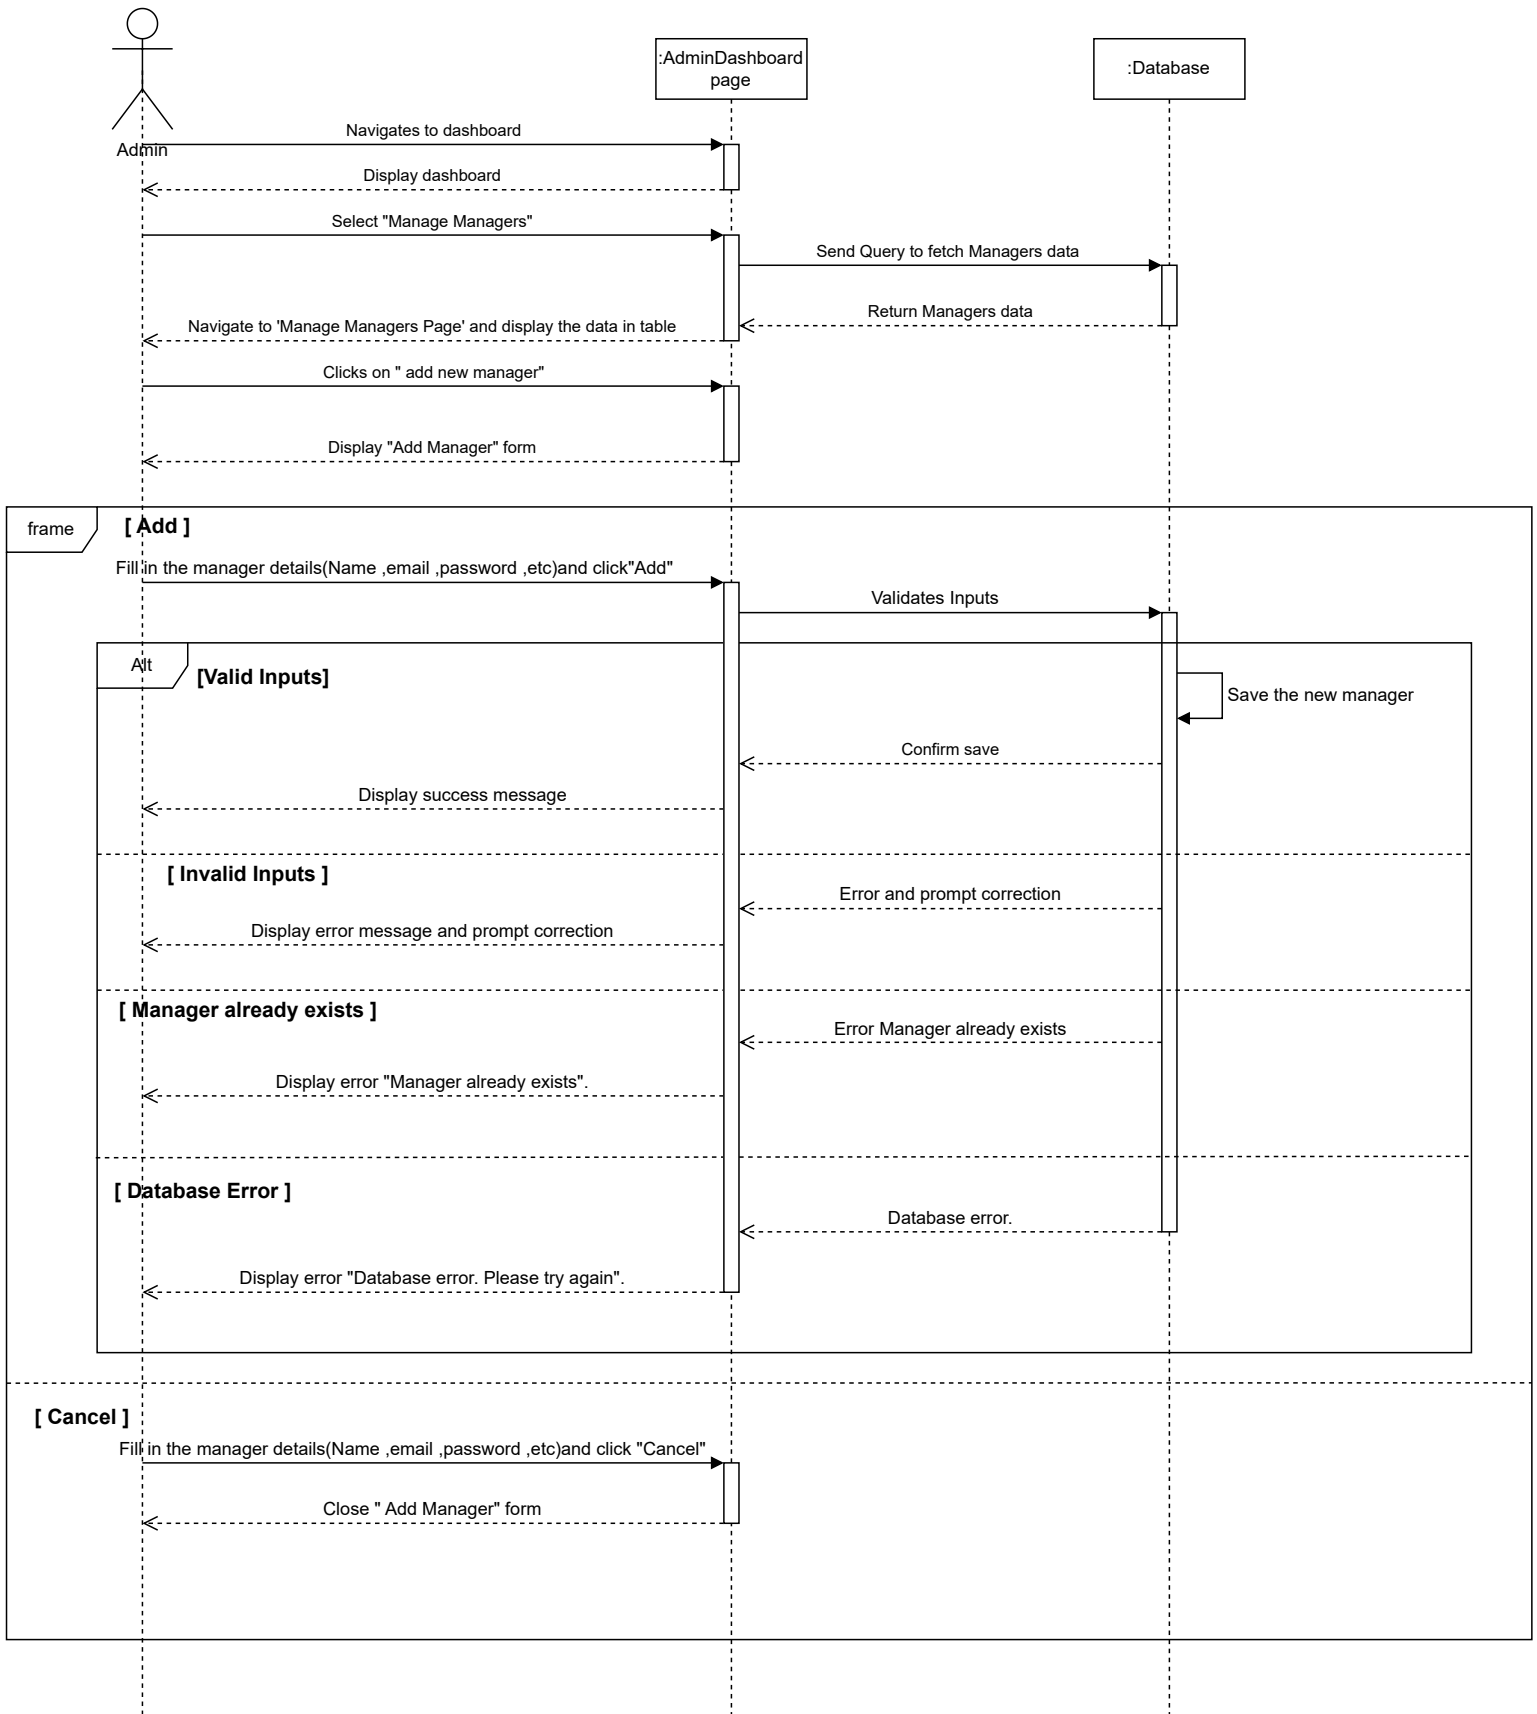 :AdminDashboard
page
:Database
Admin
Navigates to dashboard
Display dashboard
Select "Manage Managers"
Send Query to fetch Managers data
Return Managers data
Navigate to 'Manage Managers Page' and display the data in table
Clicks on " add new manager"
Display "Add Manager" form
frame
[ Add ]
Fill in the manager details(Name ,email ,password ,etc)and click"Add"
Validates Inputs
Alt
[Valid Inputs]
Save the new manager
Confirm save
Display success message
[ Invalid Inputs ]
Error and prompt correction
Display error message and prompt correction
[ Manager already exists ]
Error Manager already exists
Display error "Manager already exists".
[ Database Error ]
Database error.
Display error "Database error. Please try again".
[ Cancel ]
Fill in the manager details(Name ,email ,password ,etc)and click "Cancel"
Close " Add Manager" form